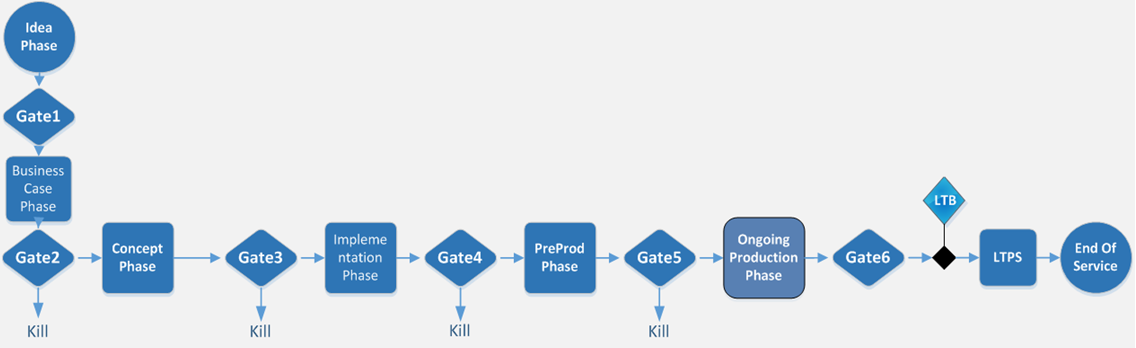 Idea
Phase
Gate1
Business
Case
Phase
Gate2
Concept
Phase
Gate3
Impleme
ntation
Phase
Gate4
PreProd
Phase
Gate5
Ongoing
Production
Phase
Gate6
LTB
LTPS
End Of
Service
Kill
Kill
Kill
Kill